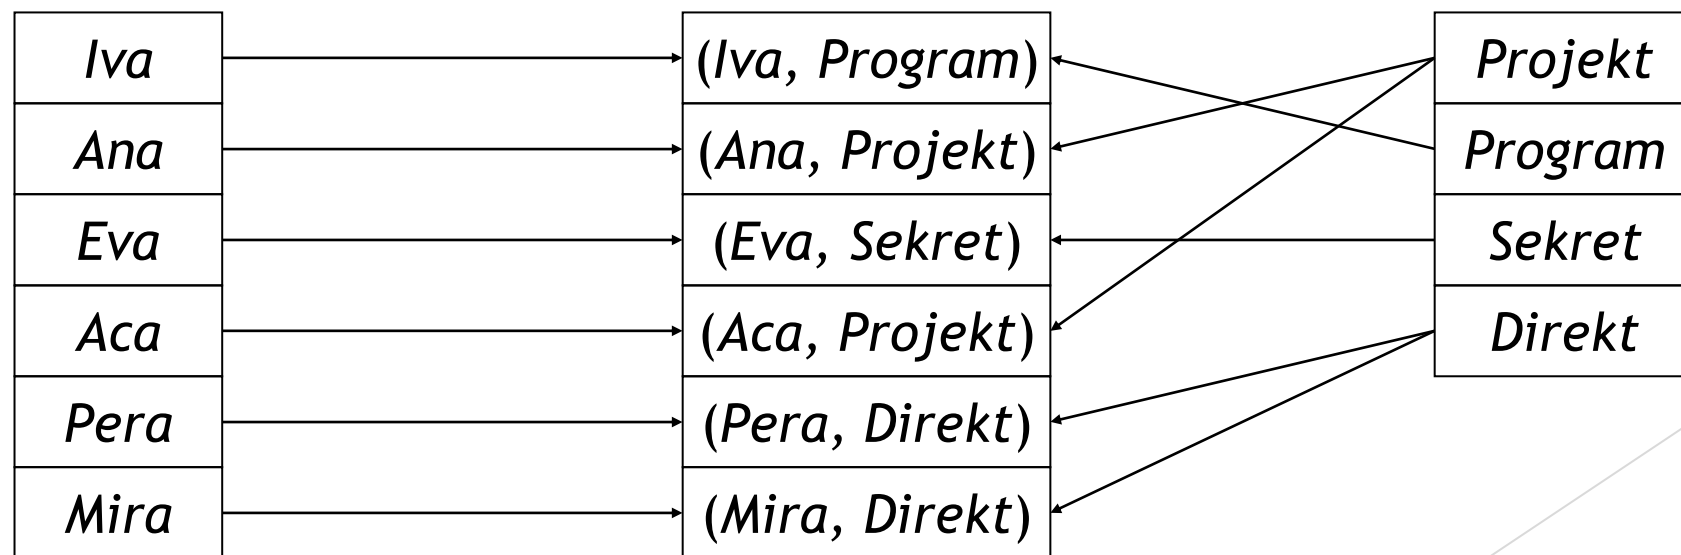 Iva (Iva, Program) Projekt
Ana (Ana, Projekt) Program
Eva (Eva, Sekret) Sekret
Aca (Aca, Projekt) Direkt
Pera (Pera, Direkt)
Mira (Mira, Direkt)